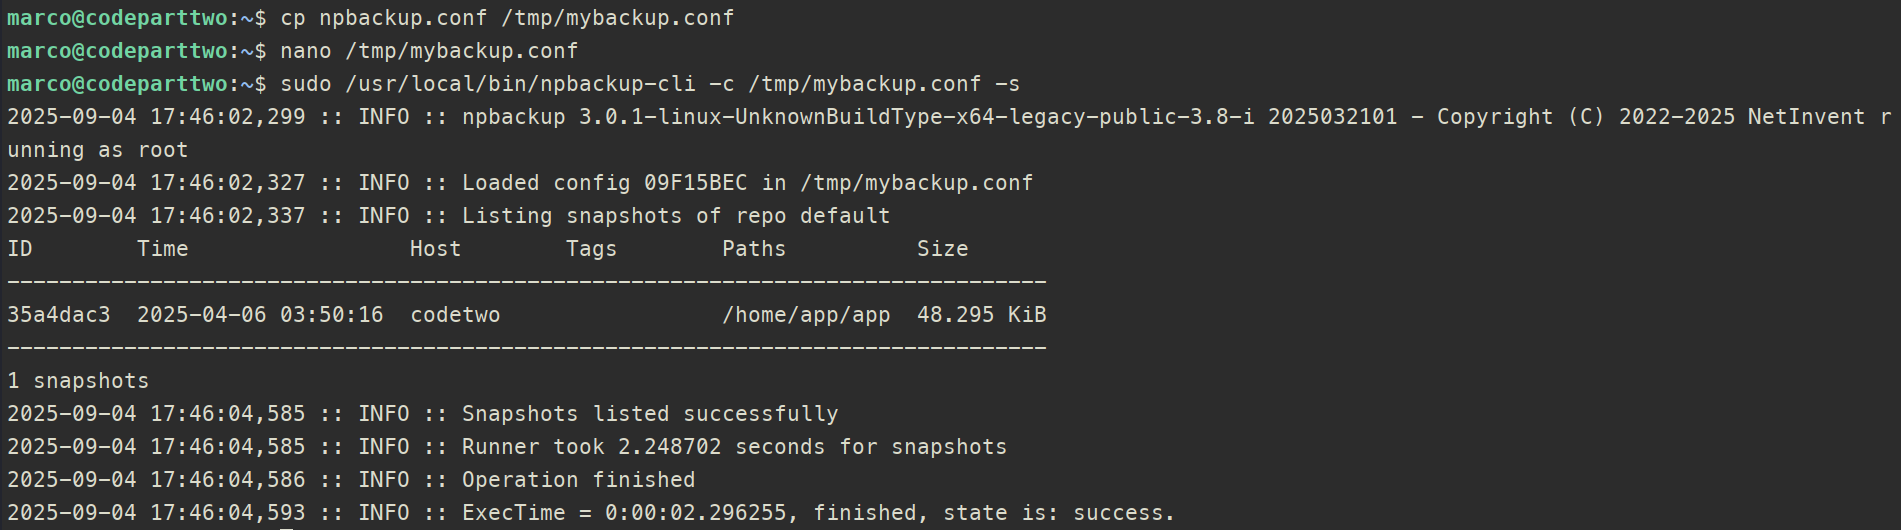 marco@codeparttwo:~$ cp npbackup.conf /tmp/mybackup.conf
marco@codeparttwo:~$ nano /tmp/mybackup.conf
marco@codeparttwo:~$ sudo /usr/local/bin/npbackup-cli -c /tmp/mybackup.conf -s
2025-09-04 17:46:02,299 :: INFO :: npbackup 3.0.1-linux-UnknownBuildType-x64-legacy-public-3.8-i 2025032101 - Copyright (C) 2022-2025 NetInvent r
unning as root
2025-09-04 17:46:02,327 :: INFO :: Loaded config 09F15BEC in /tmp/mybackup.conf
2025-09-04 17:46:02,337 :: INFO :: Listing snapshots of repo default
ID        Time                 Host        Tags        Paths          Size
--------------------------------------------------------------------------------
35a4dac3  2025-04-06 03:50:16  codetwo                 /home/app/app  48.295 KiB
--------------------------------------------------------------------------------
1 snapshots
2025-09-04 17:46:04,585 :: INFO :: Snapshots listed successfully
2025-09-04 17:46:04,585 :: INFO :: Runner took 2.248702 seconds for snapshots
2025-09-04 17:46:04,586 :: INFO :: Operation finished
2025-09-04 17:46:04,593 :: INFO :: ExecTime = 0:00:02.296255, finished, state is: success.